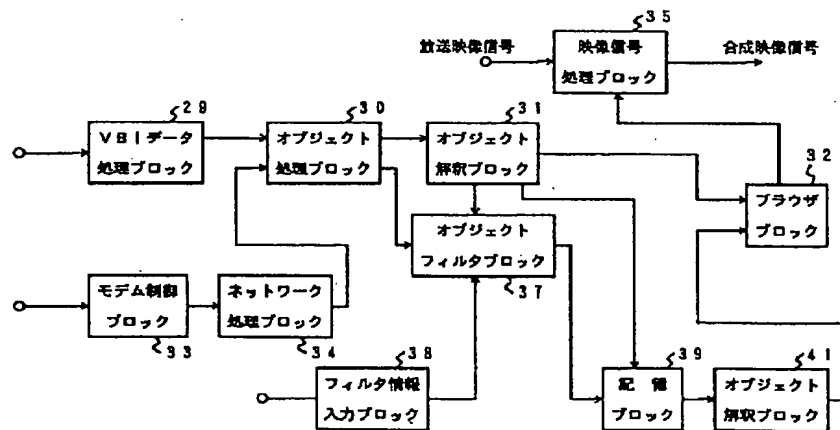 35
放送映像信号
映像信号
処理ブロック
合成映像信号
29
VBIデータ
処理ブロック
30
オブジェクト
処理ブロック
31
オブジェクト
解釈ブロック
32
ブラウザ
ブロック
オブジェクト
フィルタブロック
37
モデム制御
ブロック
33
ネットワーク
処理ブロック
34
38
フィルタ情報
入力ブロック
39
記憶
ブロック
41
オブジェクト
解釈ブロック